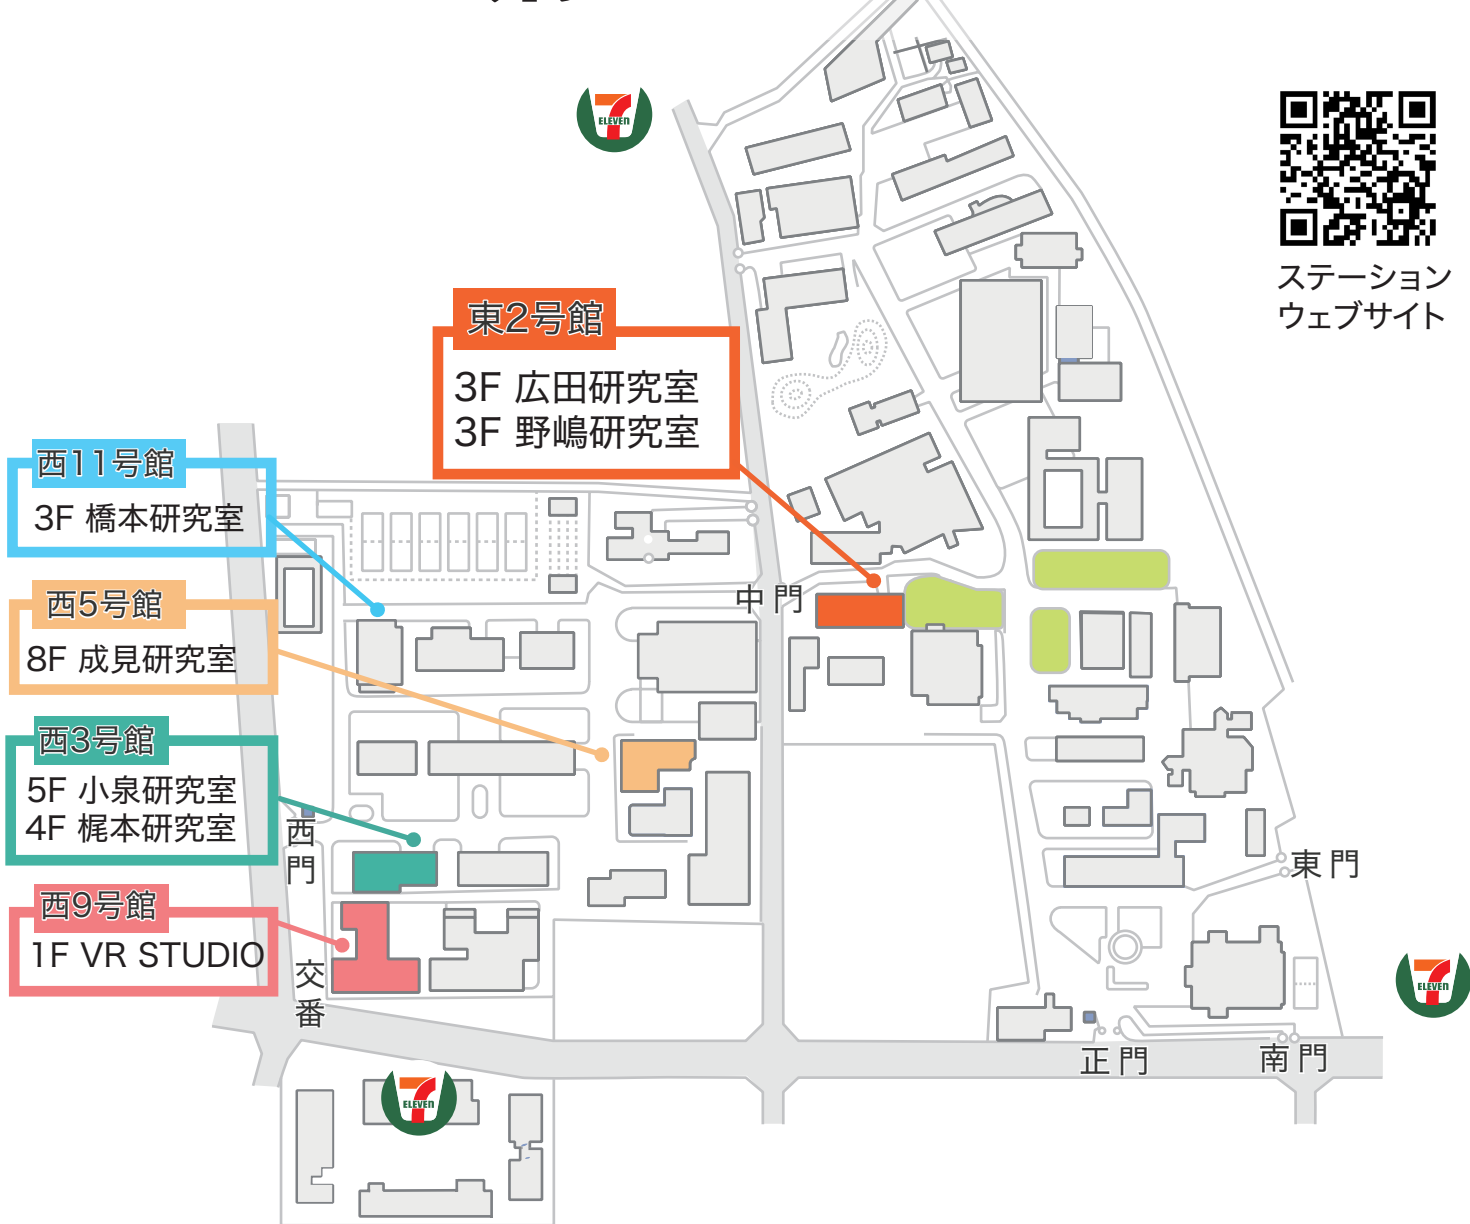 ELEVEN
ステーション
ウェブサイト
東2号館
3F 広田研究室
3F 野嶋研究室
西11号館
3F 橋本研究室
西5号館
8F 成見研究室
中門
西3号館
5F 小泉研究室
4F 梶本研究室
西門
東門
西9号館
1F VR STUDIO
交番
ELEVEN
正門
南門
ELEVEN